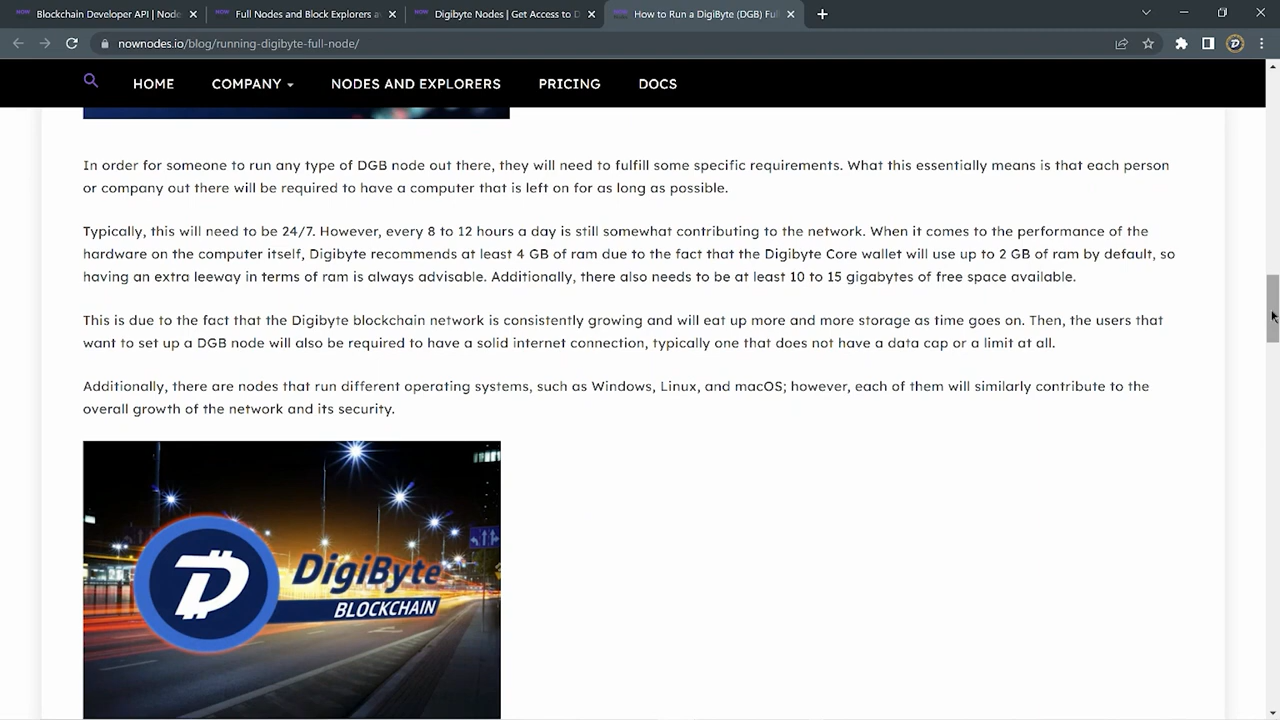 Blockchain Developer API | Node
Full Nodes and Block Explorers a
Digibyte Nodes | Get Access to D
How to Run a DigiByte (DGB) Ful
nownodes.io/blog/running-digibyte-full-node/
HOME COMPANY NODES AND EXPLORERS PRICING DOCS
In order for someone to run any type of DGB node out there, they will need to fulfill some specific requirements. What this essentially means is that each person
or company out there will be required to have a computer that is left on for as long as possible.
Typically, this will need to be 24/7. However, every 8 to 12 hours a day is still somewhat contributing to the network. When it comes to the performance of the
hardware on the computer itself, Digibyte recommends at least 4 GB of ram due to the fact that the Digibyte Core wallet will use up to 2 GB of ram by default, so
having an extra leeway in terms of ram is always advisable. Additionally, there also needs to be at least 10 to 15 gigabytes of free space available.
This is due to the fact that the Digibyte blockchain network is consistently growing and will eat up more and more storage as time goes on. Then, the users that
want to set up a DGB node will also be required to have a solid internet connection, typically one that does not have a data cap or a limit at all.
Additionally, there are nodes that run different operating systems, such as Windows, Linux, and macOS; however, each of them will similarly contribute to the
overall growth of the network and its security.
DigiByte
BLOCKCHAIN